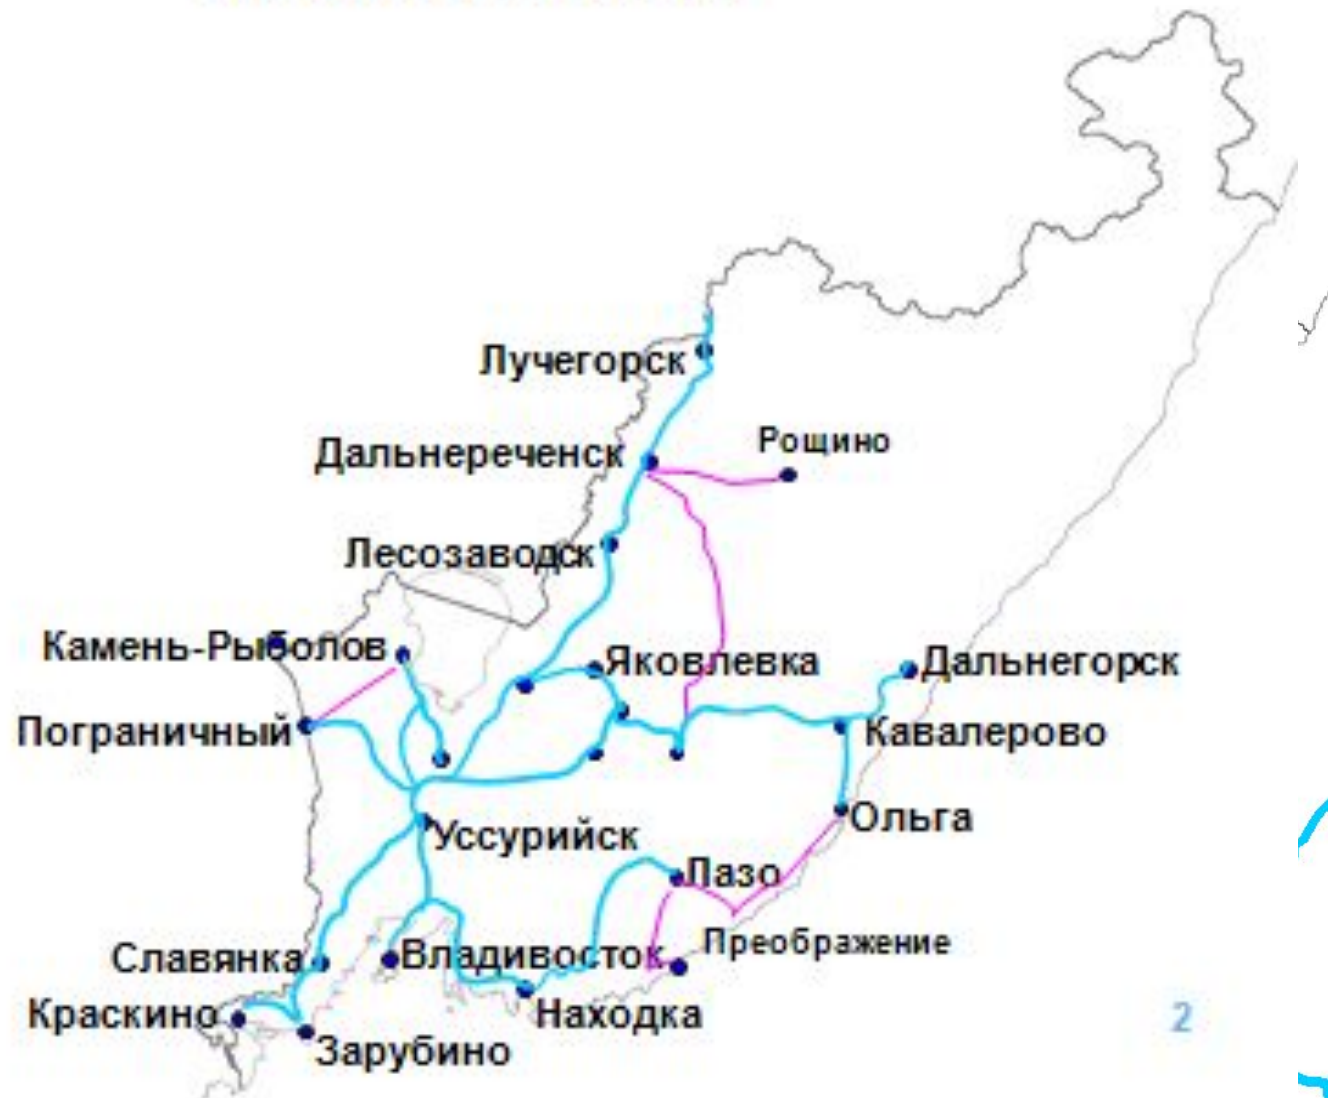 Лучегорск
Рощино
Дальнереченск
Лесозаводск
Камень-Рыболов
Яковлевка
Дальнегорск
Пограничный
Кавалерово
Ольга
Уссурийск
Лазо
Преображение
Славянка
Владивосток
Краскино
Находка
2
Зарубино